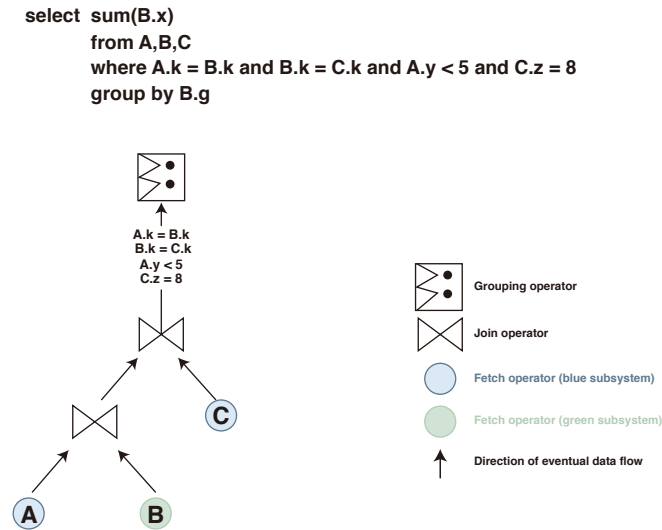 select sum(B.x)
from A,B,C
where A.k = B.k and B.k = C.k and A.y < 5 and C.z = 8
group by B.g
A.k = B.k
B.k = C.k
A.y < 5
C.z = 8
C
A
B
Grouping operator
Join operator
Fetch operator (blue subsystem)
Fetch operator (green subsystem)
Direction of eventual data flow